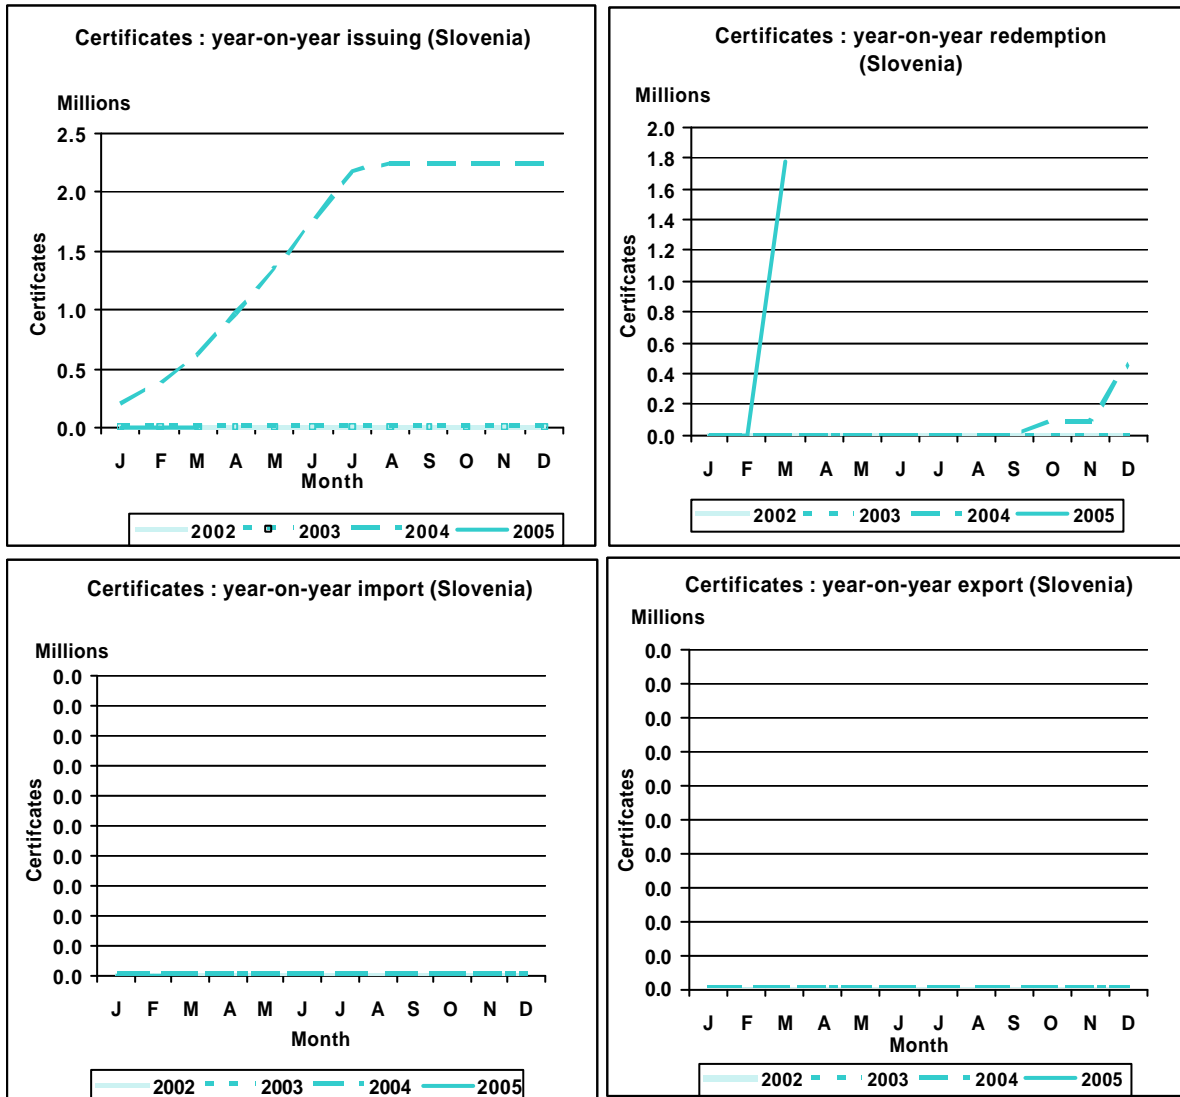 Certificates : year-on-year issuing (Slovenia)
Millions
2.5
2.0
1.5
1.0
0.5
0.0
Certifcates
J F M A M J J A S O N D
Month
2002 2003 2004 2005
Certificates : year-on-year redemption
(Slovenia)
Millions
2.0
1.8
1.6
1.4
1.2
1.0
0.8
0.6
0.4
0.2
0.0
Certifcates
J F M A M J J A S O N D
2002 2003 2004 2005
Certificates : year-on-year import (Slovenia)
Millions
0.0
0.0
0.0
0.0
0.0
0.0
0.0
0.0
0.0
0.0
0.0
Certifcates
J F M A M J J A S O N D
Month
2002 2003 2004 2005
Certificates : year-on-year export (Slovenia)
Millions
0.0
0.0
0.0
0.0
0.0
0.0
0.0
0.0
0.0
0.0
0.0
Certifcates
J F M A M J J A S O N D
Month
2002 2003 2004 2005